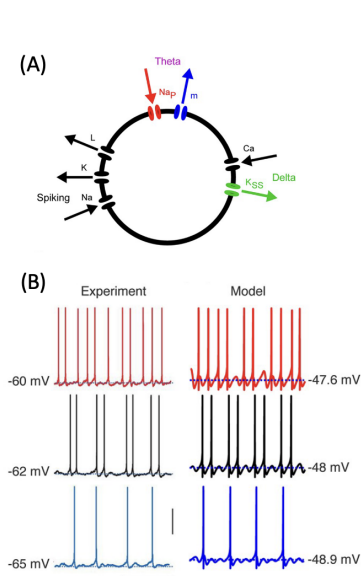 (A)
Theta
NaP
m
L
Ca
K
KSS
Delta
Spiking
Na
(B)
Experiment
Model
-60 mV
-47.6 mV
-62 mV
-48 mV
-65 mV
-48.9 mV